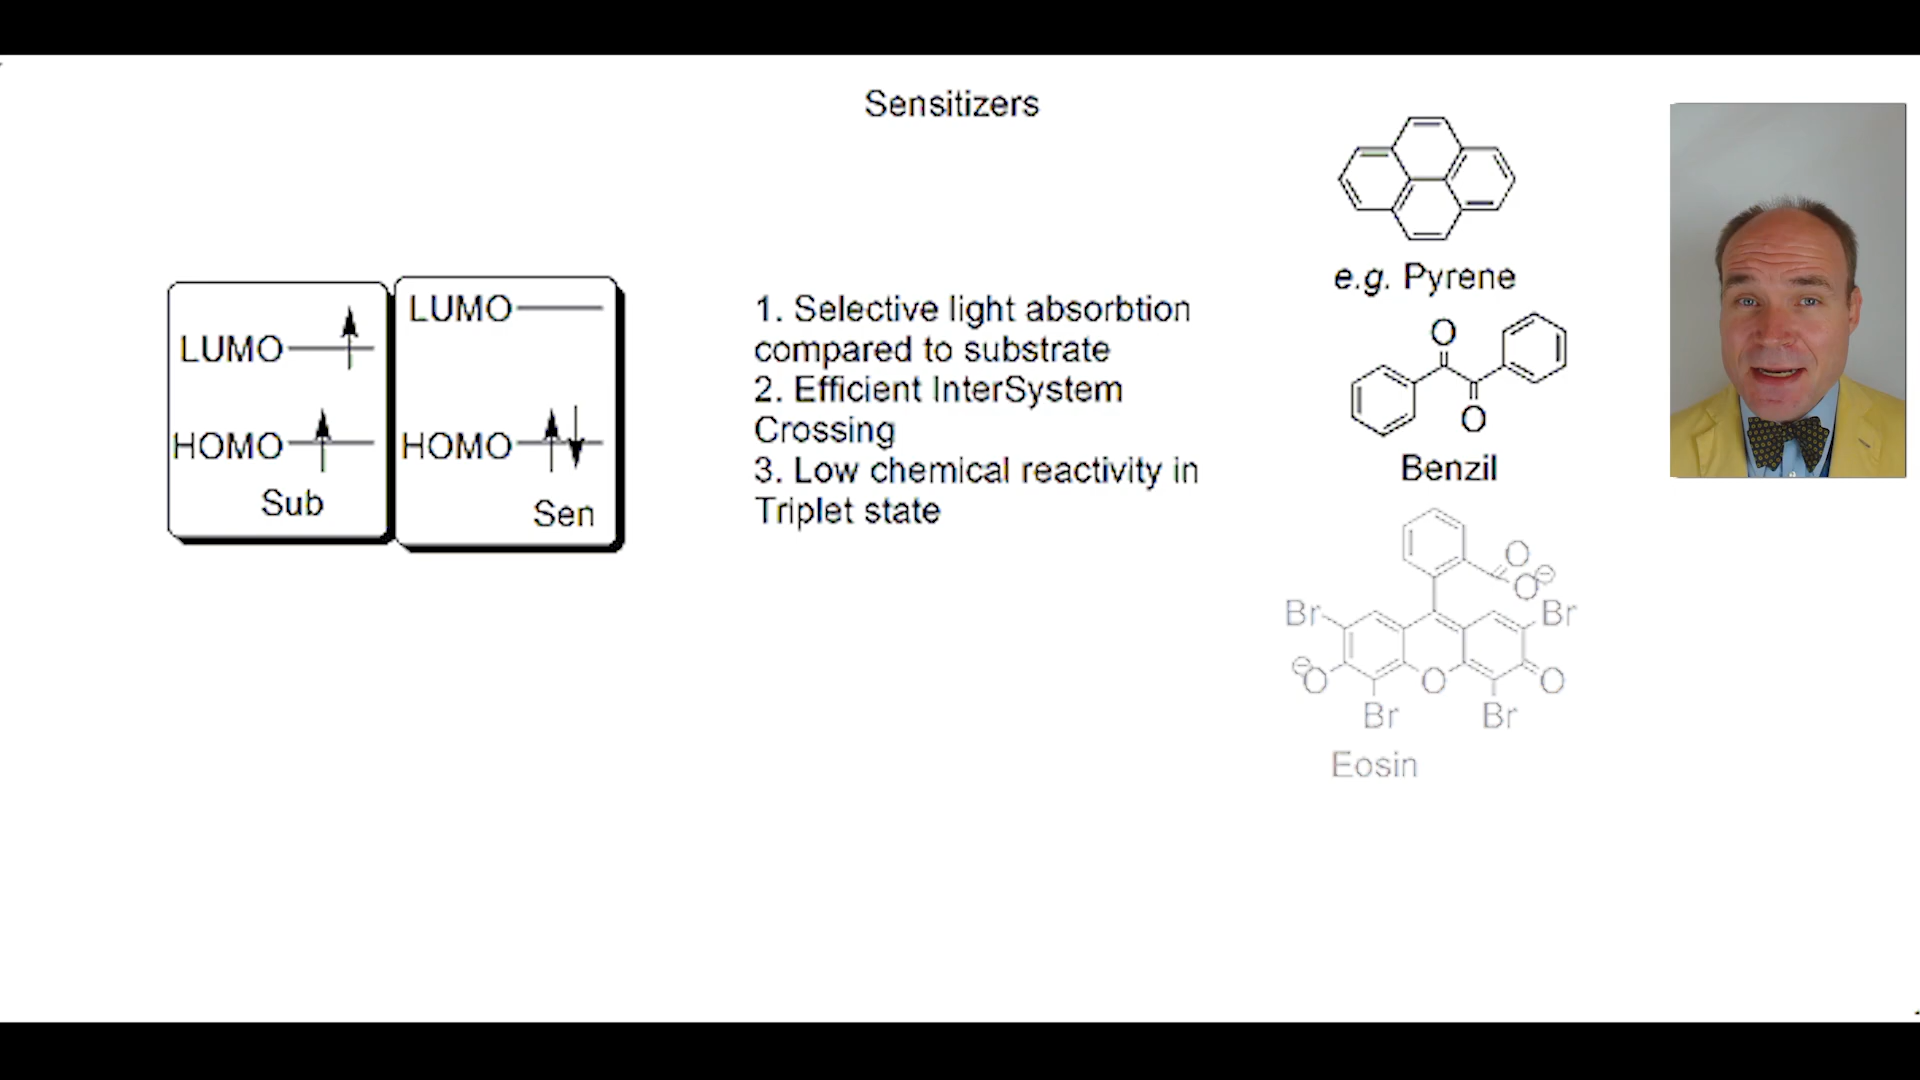 Sensitizers
LUMO
HOMO
Sub
LUMO
HOMO
Sen
1. Selective light absorbtion
compared to substrate
2. Efficient InterSystem
Crossing
3. Low chemical reactivity in
Triplet state
e.g. Pyrene
O
O
Benzil
O
O⊖
Br
Br
⊖O
O
O
Br
Br
Eosin